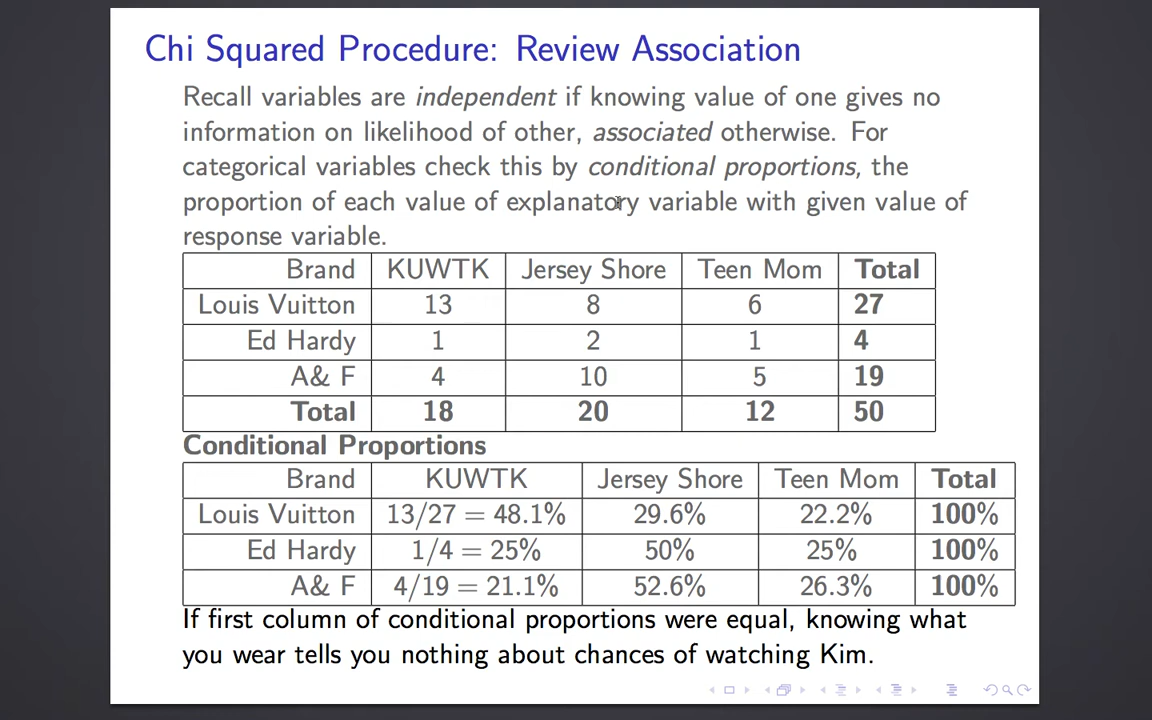 Chi Squared Procedure: Review Association
Recall variables are independent if knowing value of one gives no
information on likelihood of other, associated otherwise. For
categorical variables check this by conditional proportions, the
proportion of each value of explanatory variable with given value of
response variable.
Brand KUWTK Jersey Shore Teen Mom Total
Louis Vuitton 13 8 6 27
Ed Hardy 1 2 1 4
A& F 4 10 5 19
Total 18 20 12 50
Conditional Proportions
Brand KUWTK Jersey Shore Teen Mom Total
Louis Vuitton 13/27 = 48.1% 29.6% 22.2% 100%
Ed Hardy 1/4 = 25% 50% 25% 100%
A& F 4/19 = 21.1% 52.6% 26.3% 100%
If first column of conditional proportions were equal, knowing what
you wear tells you nothing about chances of watching Kim.